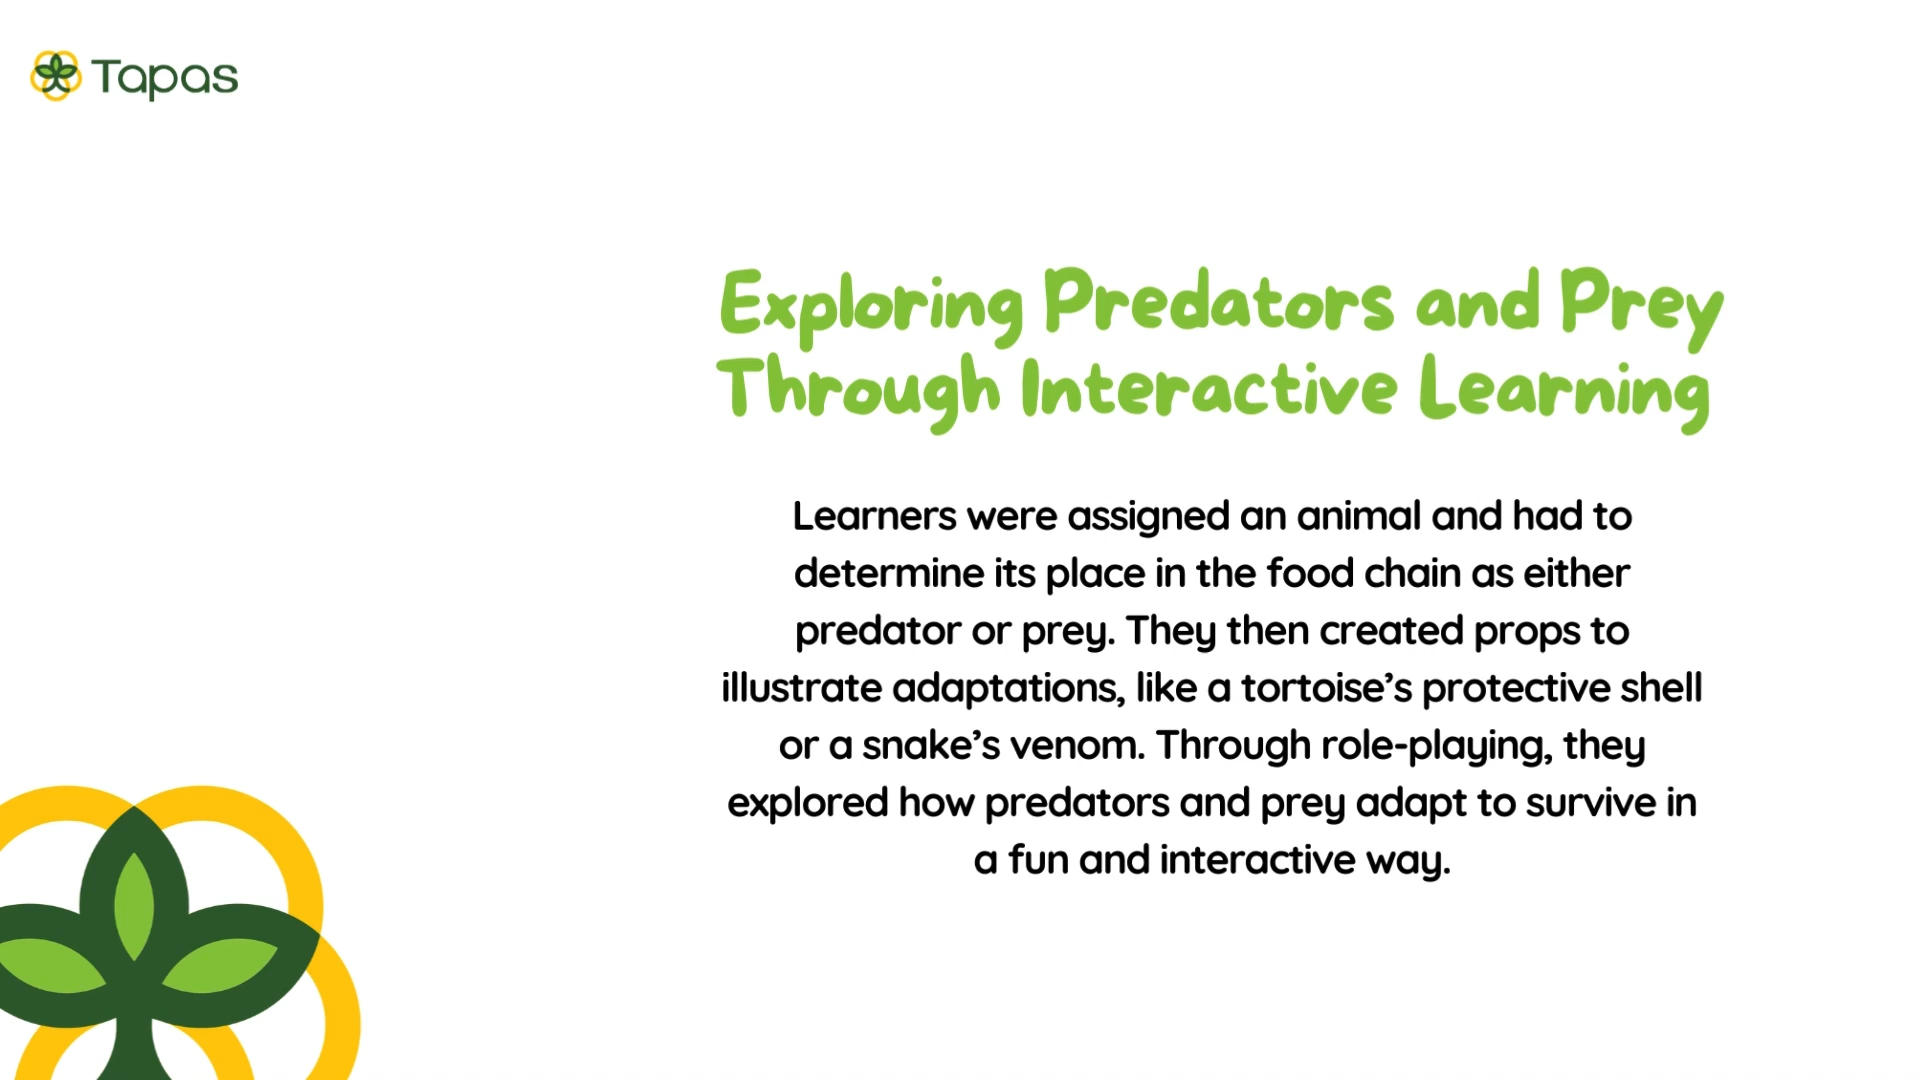 Tapas
Exploring Predators and Prey
Through Interactive Learning
Learners were assigned an animal and had to
determine its place in the food chain as either
predator or prey. They then created props to
illustrate adaptations, like a tortoise’s protective shell
or a snake’s venom. Through role-playing, they
explored how predators and prey adapt to survive in
a fun and interactive way.